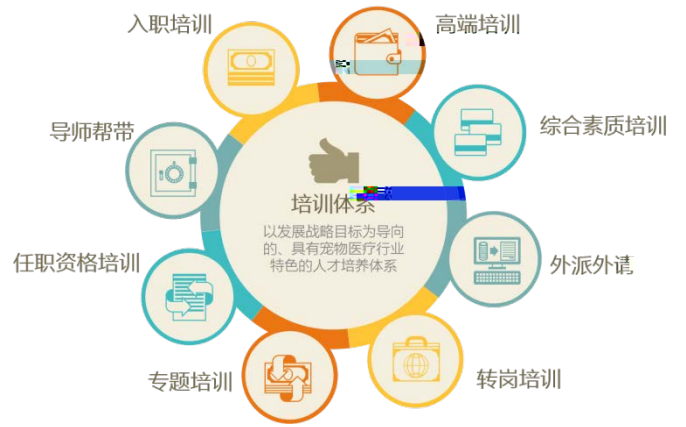 入职培训
高端培训
导师帮带
综合素质培训
培训体系
以发展战略目标为导向
的、具有宠物医疗行业
特色的人才培养体系
任职资格培训
外派外请
专题培训
转岗培训